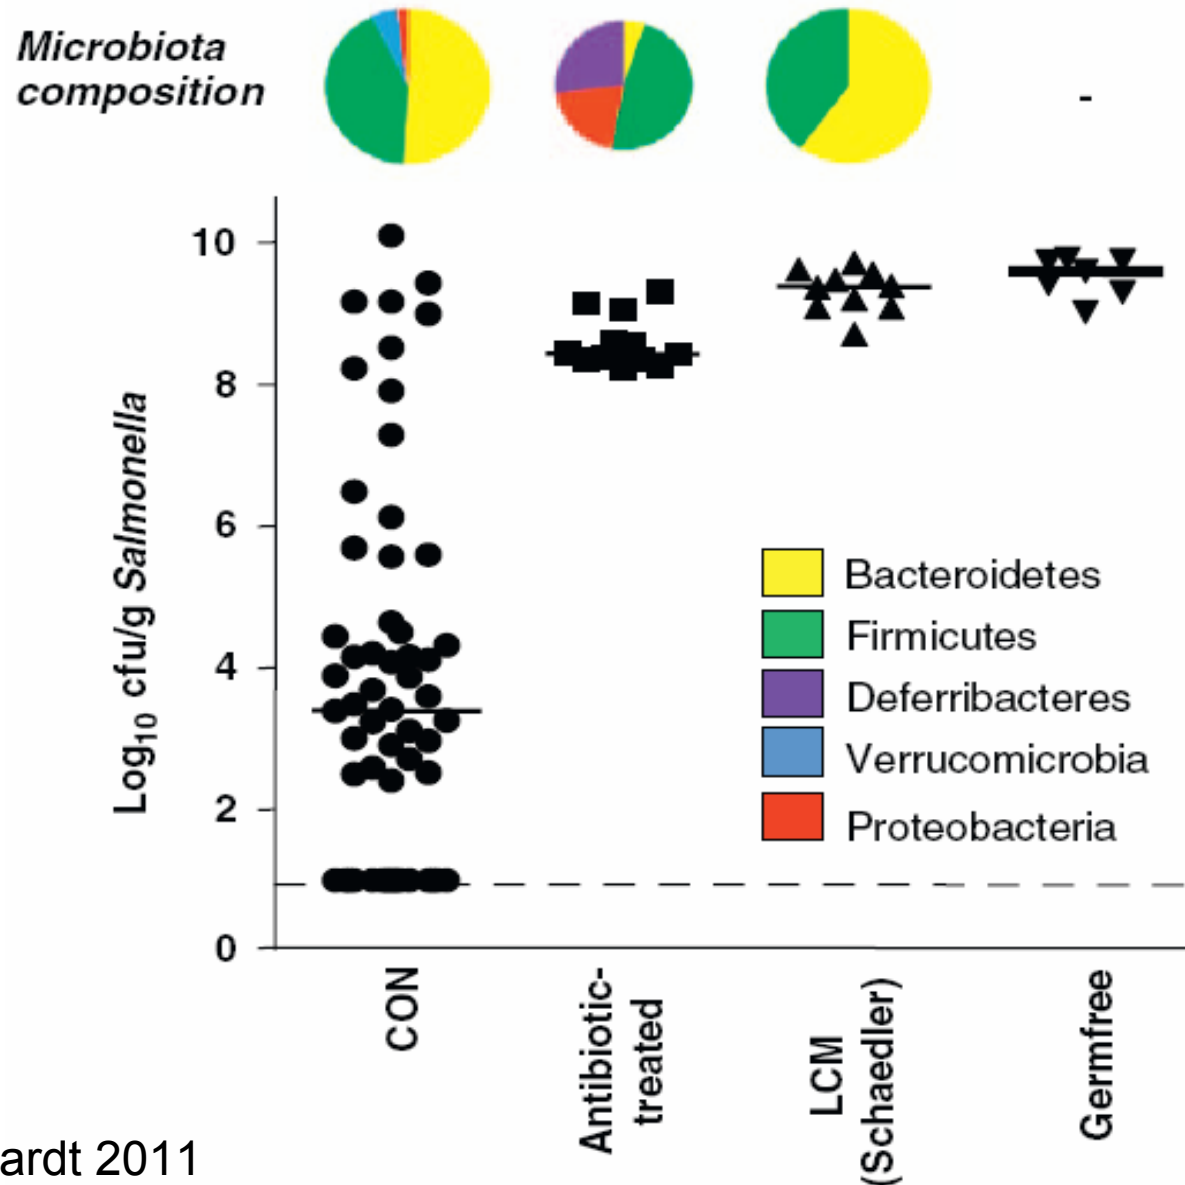 Microbiota
composition
-
10
8
6
4
2
0
Log10 cfu/g Salmonella
Bacteroidetes
Firmicutes
Deferribacteres
Verrucomicrobia
Proteobacteria
CON
Antibiotic-
treated
LCM
(Schaedler)
Germfree
ardt 2011